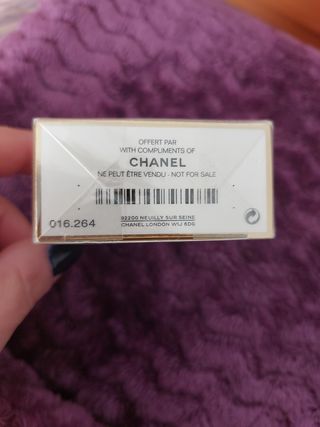 OFFERT PAR
WITH COMPLIMENTS OF
CHANEL
NE PEUT ÊTRE VENDU - NOT FOR SALE
016.264
92200 NEUILLY SUR SEINE
CHANEL LONDON W1J 6DG